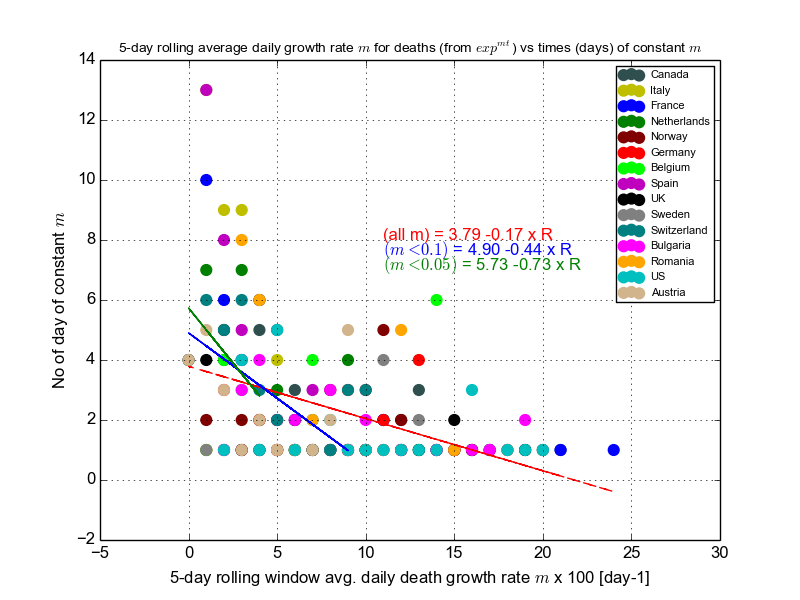 5-day rolling average daily growth rate m for deaths (from exp^mt) vs times (days) of constant m
14
12
10
8
6
4
2
0
−2
No of day of constant m
Canada
Italy
France
Netherlands
Norway
Germany
Belgium
Spain
UK
Sweden
Switzerland
Bulgaria
Romania
US
Austria
(all m) = 3.79 -0.17 x R
(m<0.1) = 4.90 -0.44 x R
(m<0.05) = 5.73 -0.73 x R
−5 0 5 10 15 20 25 30
5-day rolling window avg. daily death growth rate m x 100 [day-1]